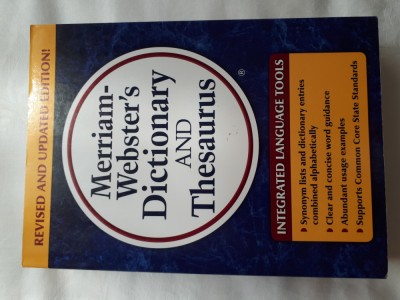 REVISED AND UPDATED EDITION!
Merriam-
Webster's
Dictionary
AND
Thesaurus®
INTEGRATED LANGUAGE TOOLS
Synonym lists and dictionary entries
combined alphabetically
Clear and concise word guidance
Abundant usage examples
Supports Common Core State Standards